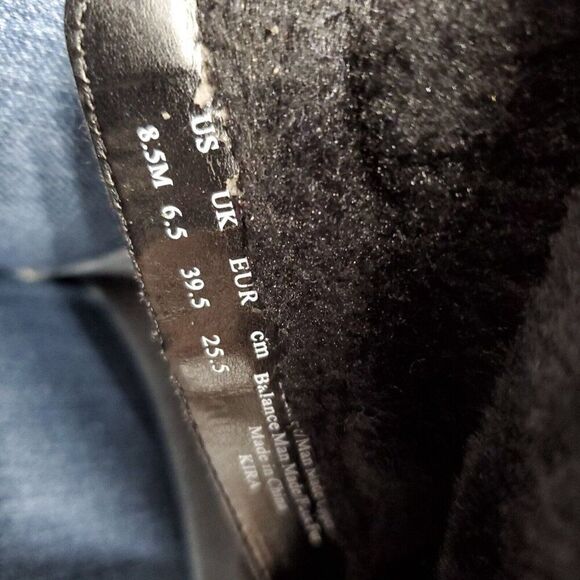 US UK EUR cm
8.5M 6.5 39.5 25.5
Balance Man Made
Made in China
KIRA